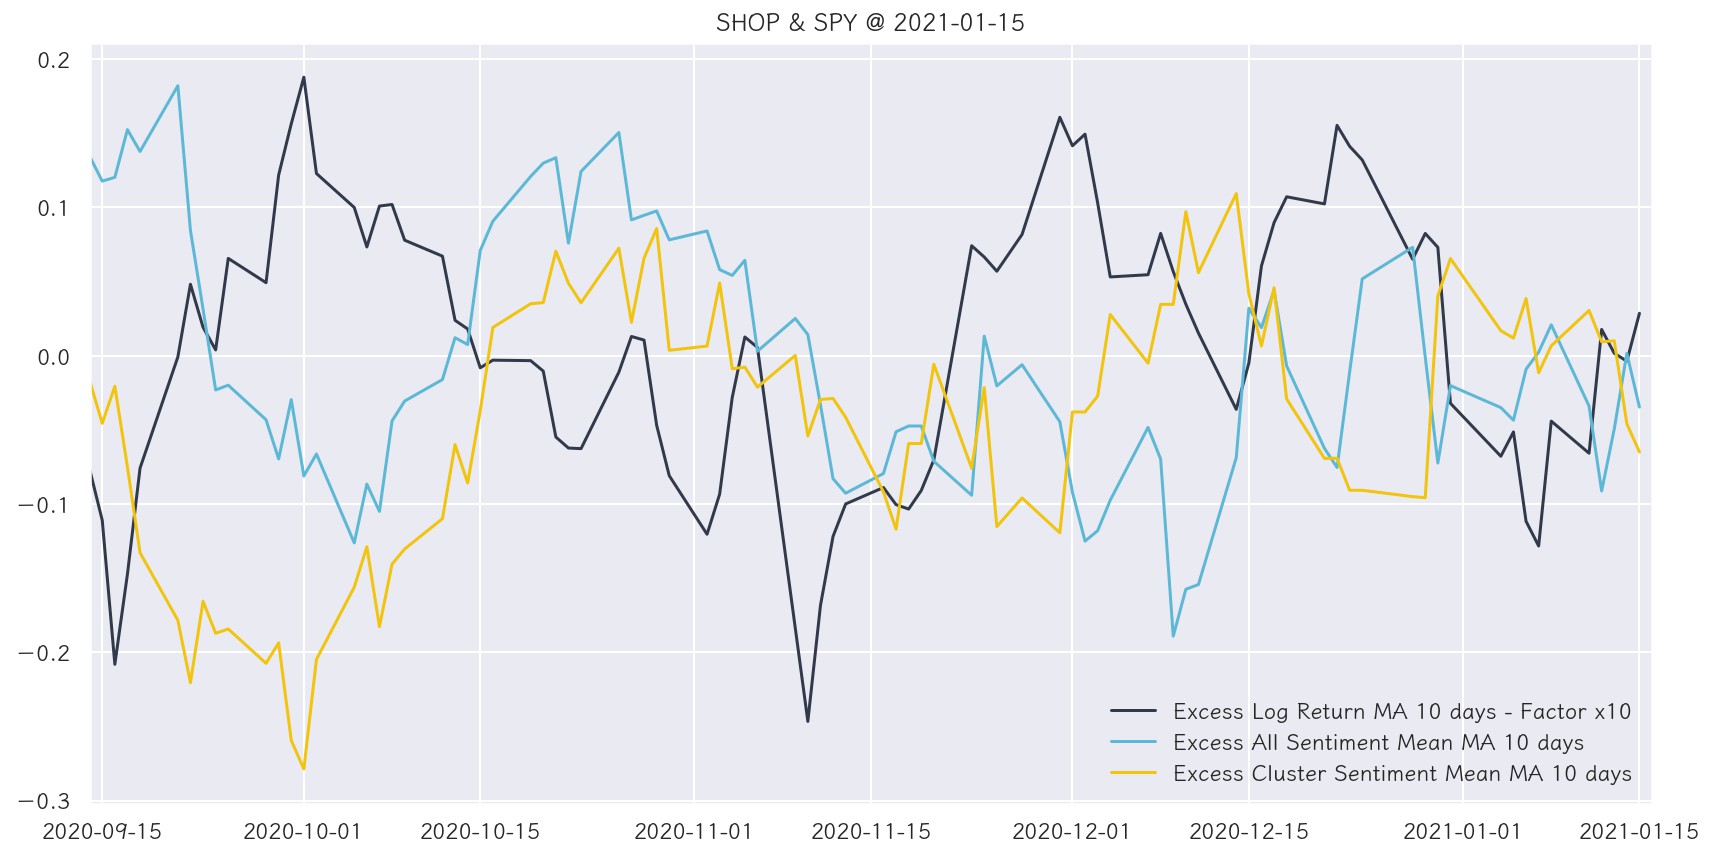 SHOP & SPY @ 2021-01-15
0.2
0.1
0.0
−0.1
−0.2
−0.3
Excess Log Return MA 10 days - Factor x10
Excess All Sentiment Mean MA 10 days
Excess Cluster Sentiment Mean MA 10 days
2020-09-15 2020-10-01 2020-10-15 2020-11-01 2020-11-15 2020-12-01 2020-12-15 2021-01-01 2021-01-15